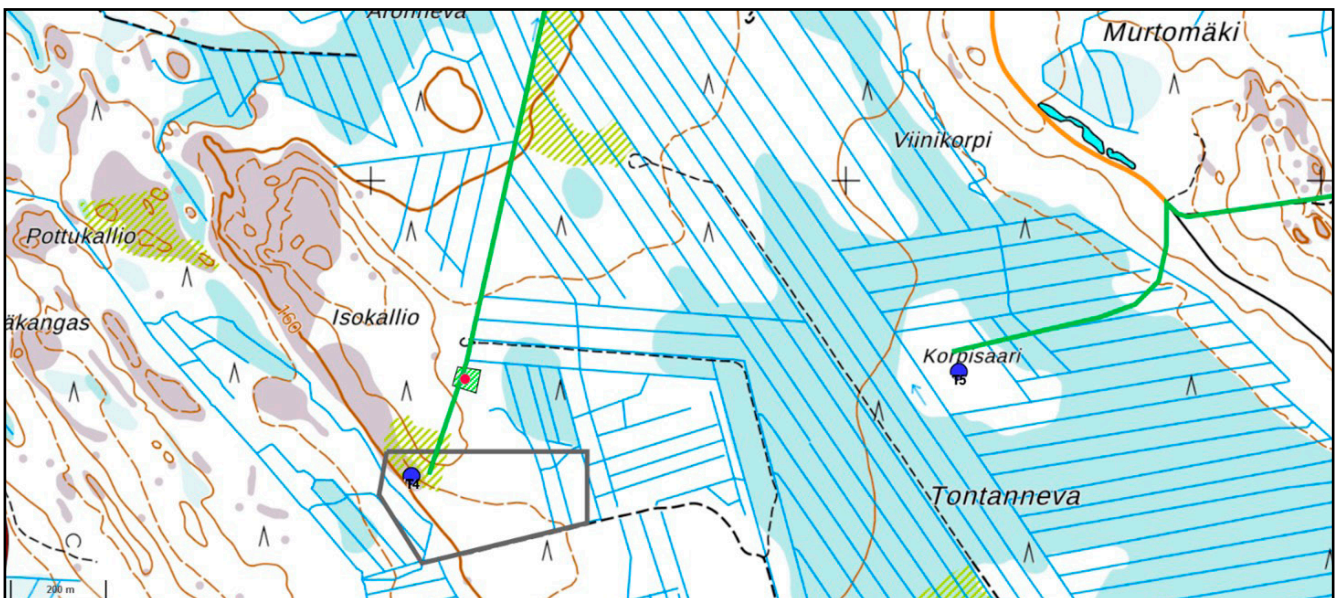 Aronneva
Murtomäki
Viinikorpi
Pottukallio
160
Isokallio
äkangas
Korpisaari
T5
T4
Tontanneva
200 m